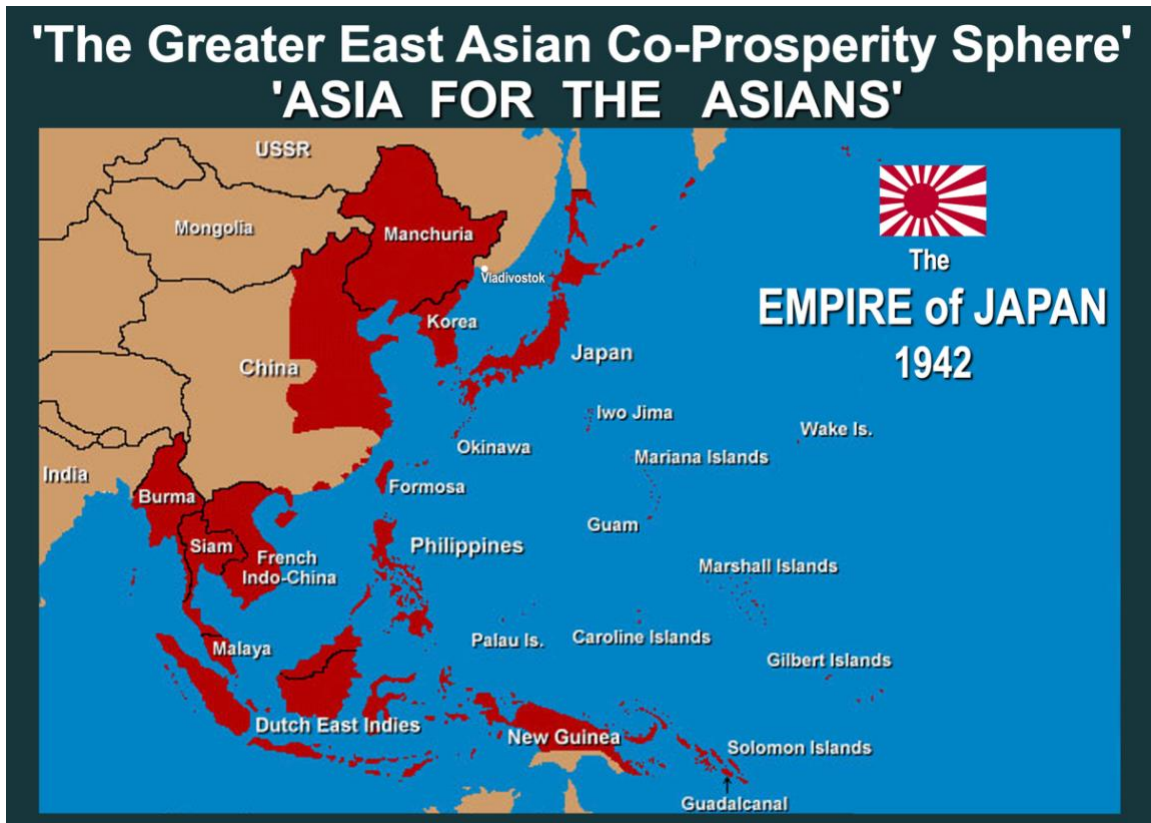 'The Greater East Asian Co-Prosperity Sphere'
'ASIA FOR THE ASIANS'
USSR
Mongolia
Manchuria
Vladivostok
The
EMPIRE of JAPAN
1942
Korea
Japan
China
Iwo Jima
Wake Is.
Okinawa
Mariana Islands
India
Burma
Formosa
Guam
Siam
Philippines
French
Indo-China
Marshall Islands
Malaya
Palau Is.
Caroline Islands
Gilbert Islands
Dutch East Indies
New Guinea
Solomon Islands
Guadalcanal